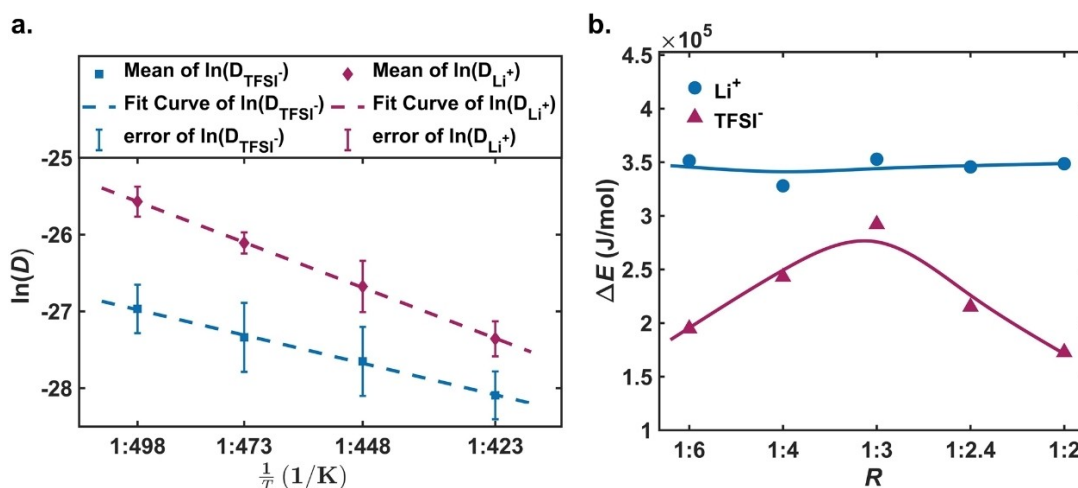 a.
Mean of ln(D_TFSI⁻)
Mean of ln(D_Li⁺)
Fit Curve of ln(D_TFSI⁻)
Fit Curve of ln(D_Li⁺)
error of ln(D_TFSI⁻)
error of ln(D_Li⁺)
-25
-26
-27
-28
ln(D)
1:498 1:473 1:448 1:423
1/T (1/K)
b.
×10⁵
4.5
4
3.5
3
2.5
2
1.5
1
ΔE (J/mol)
Li⁺
TFSI⁻
1:6 1:4 1:3 1:2.4 1:2
R